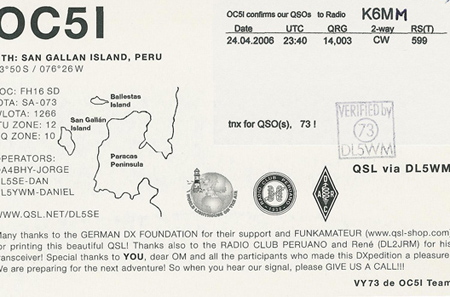 OC5I
OC5I confirms our QSOs to Radio K6MM
Date UTC QRG 2-way RS(T)
24.04.2006 23:40 14,003 CW 599
TH: SAN GALLAN ISLAND, PERU
3°50S / 076°26W
OC: FH16 SD
OTA: SA-073
WLOTA: 1266
TU ZONE: 12
Q ZONE: 10
Ballestas
Island
San Gallán
Island
Paracas
Peninsula
VERIFIED by
73
DL5WM
tnx for QSO(s), 73 !
QSL via DL5WM
OPERATORS:
OA4BHY-JORGE
DL5SE-DAN
DL5YWM-DANIEL
WWW.QSL.NET/DL5SE
Many thanks to the GERMAN DX FOUNDATION for their support and FUNKAMATEUR (www.qsl-shop.com)
or printing this beautiful QSL! Thanks also to the RADIO CLUB PERUANO and René (DL2JRM) for his
ransceiver! Special thanks to YOU, dear OM and all the participants who made this DXpedition a pleasure
We are preparing for the next adventure! So when you hear our signal, please GIVE US A CALL!!!
VY73 de OC5I Team